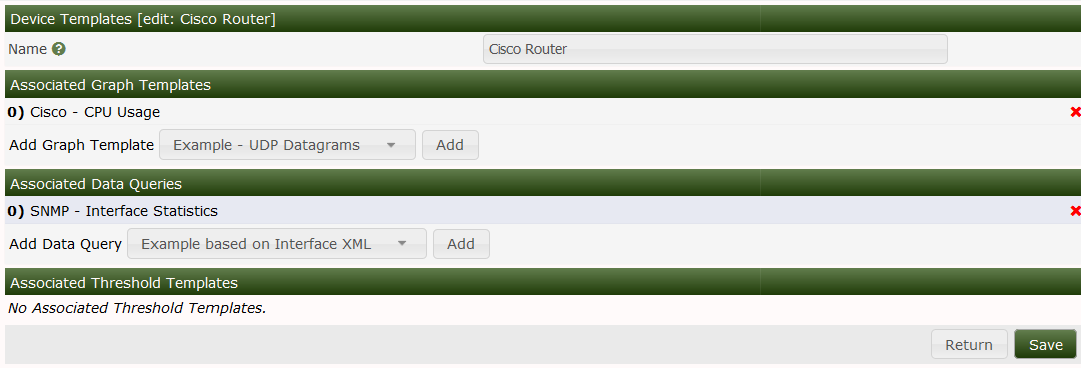 Device Templates [edit: Cisco Router]
Name ? Cisco Router
Associated Graph Templates
0) Cisco - CPU Usage
Add Graph Template Example - UDP Datagrams Add
Associated Data Queries
0) SNMP - Interface Statistics
Add Data Query Example based on Interface XML Add
Associated Threshold Templates
No Associated Threshold Templates.
Return Save